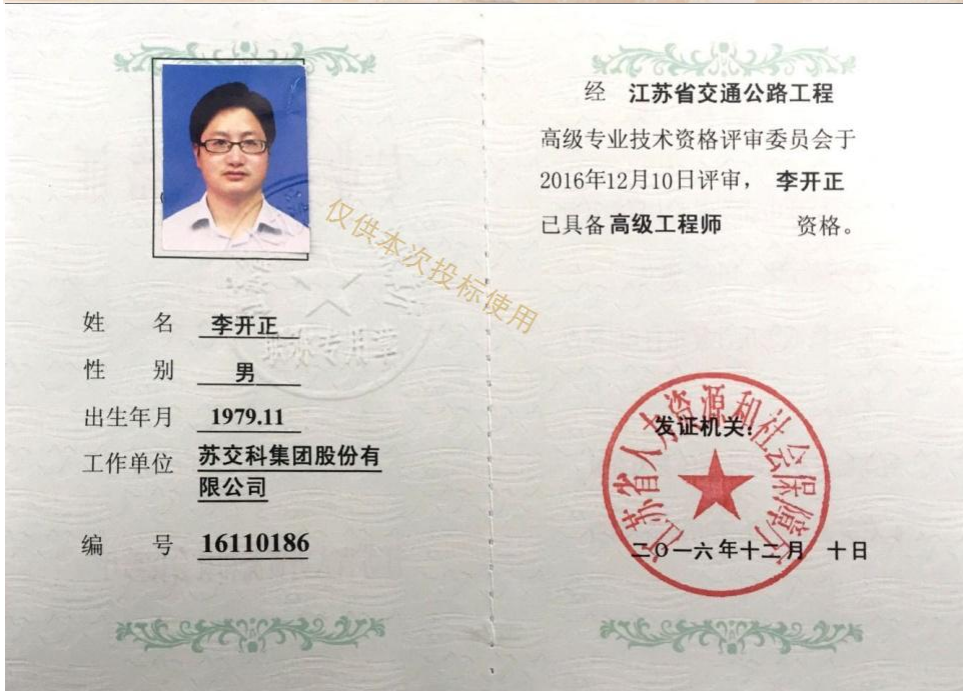 姓 名 李开正
性 别 男
出生年月 1979.11
工作单位 苏交科集团股份有
限公司
编 号 16110186
仅供本次投标使用
经 江苏省交通公路工程
高级专业技术资格评审委员会于
2016年12月10日评审， 李开正
已具备 高级工程师 资格。
江苏省人力资源和社会保障厅
发证机关：
二0一六年十二月 十日